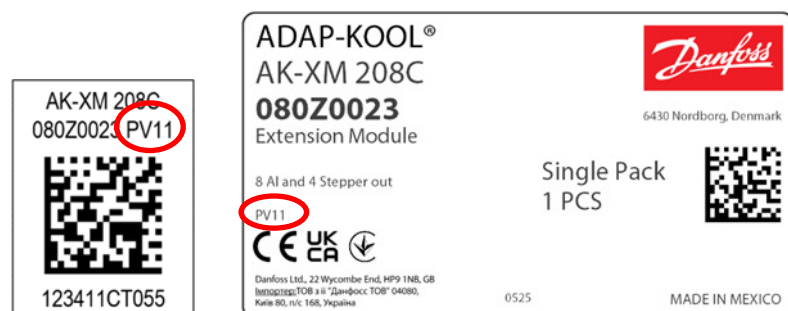 AK-XM 208C
080Z0023 PV11
123411CT055
ADAP-KOOL®
AK-XM 208C
080Z0023
Extension Module
8 AI and 4 Stepper out
PV11
CE UK CA
Danfoss Ltd., 22 Wycombe End, HP9 1NB, GB
Імпортер:ТОВ з іі "Данфосс ТОВ" 04080,
Київ 80, п/с 168, Україна
Danfoss
6430 Nordborg, Denmark
Single Pack
1 PCS
0525
MADE IN MEXICO